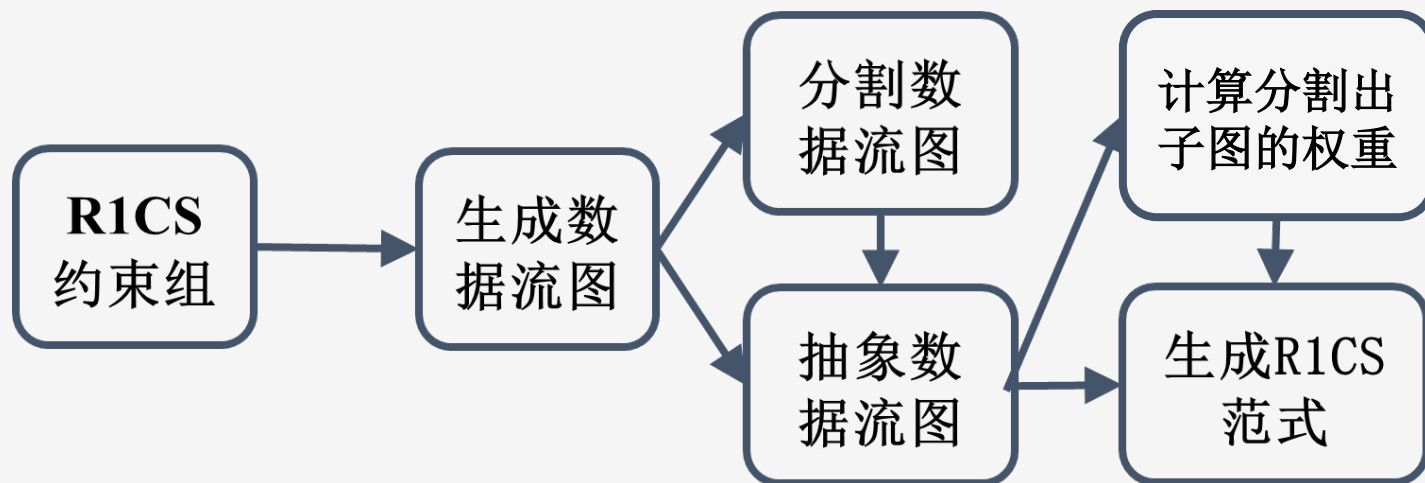 R1CS
约束组
生成数
据流图
分割数
据流图
抽象数
据流图
计算分割出
子图的权重
生成R1CS
范式